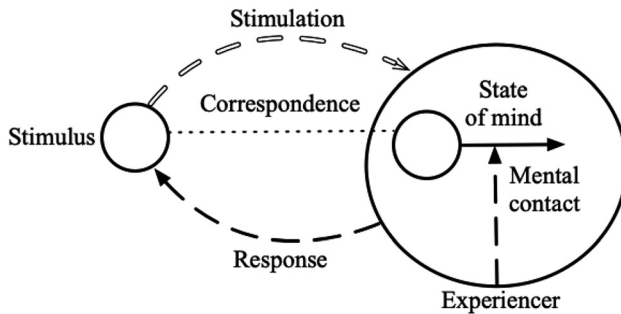 Stimulation
Correspondence
Stimulus
State
of mind
Mental
contact
Response
Experiencer